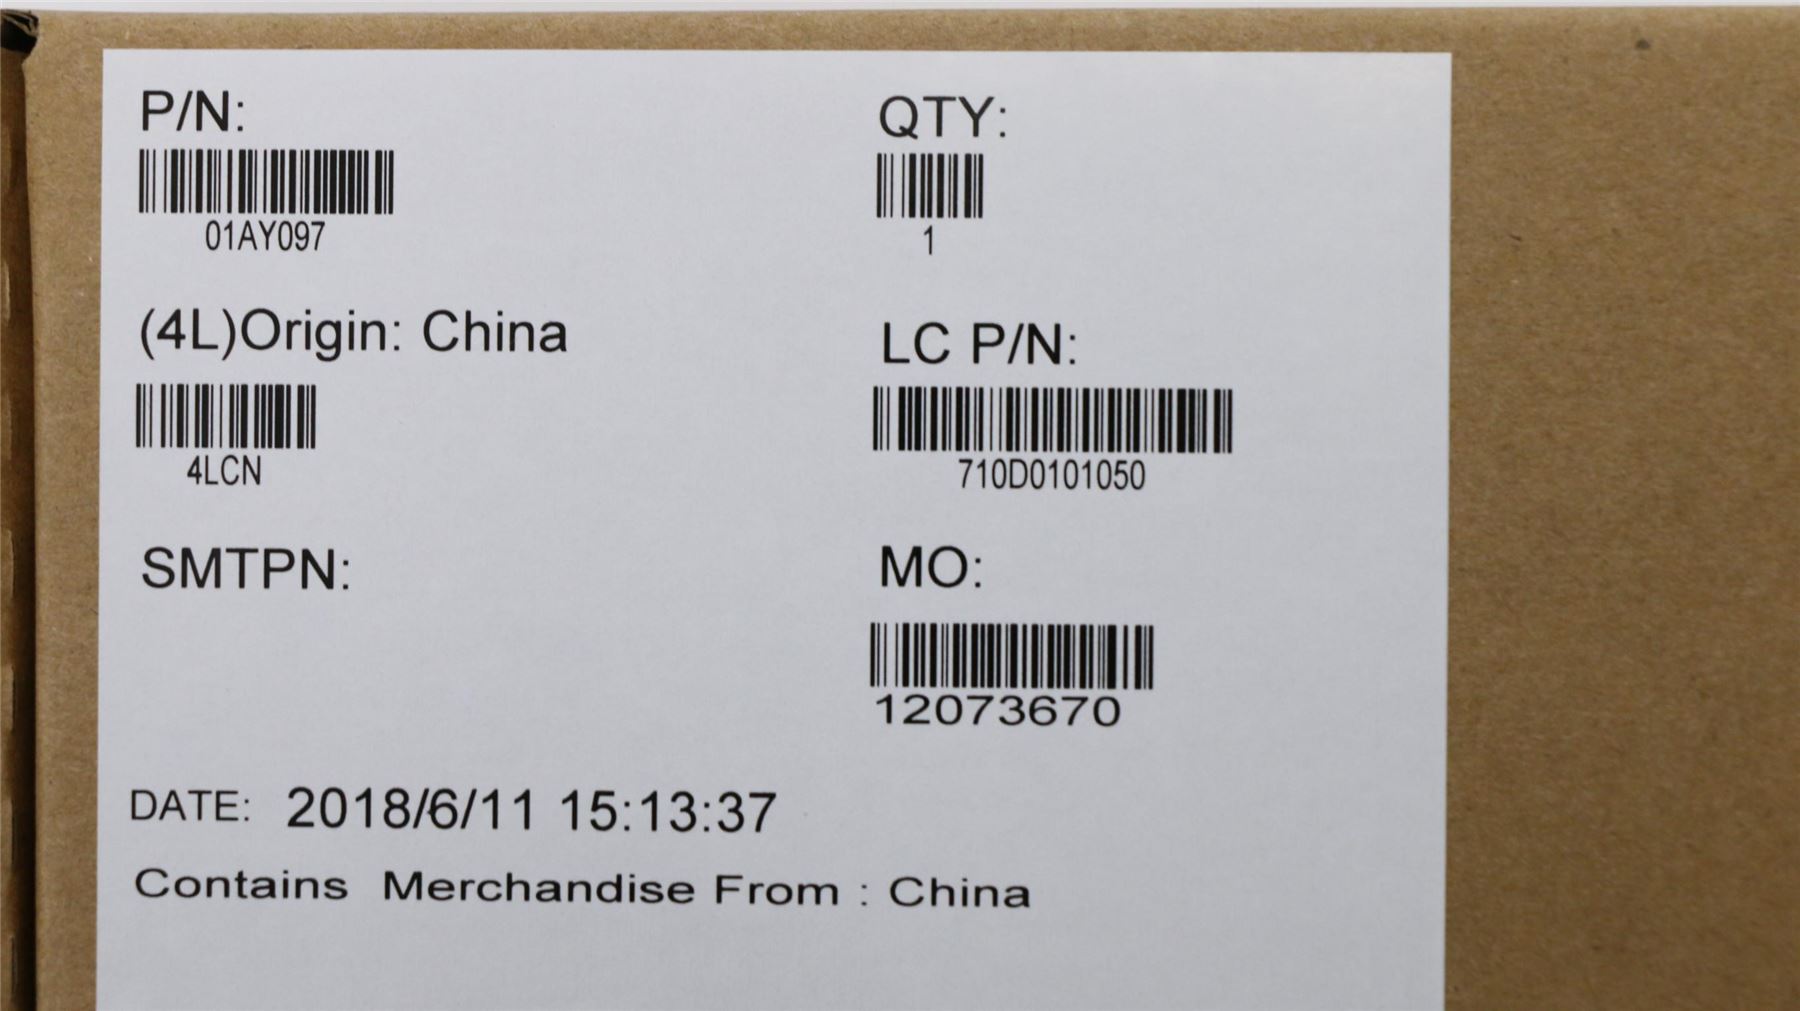 P/N:
01AY097
QTY:
1
(4L)Origin: China
4LCN
LC P/N:
710D0101050
SMTPN:
MO:
12073670
DATE: 2018/6/11 15:13:37
Contains Merchandise From : China